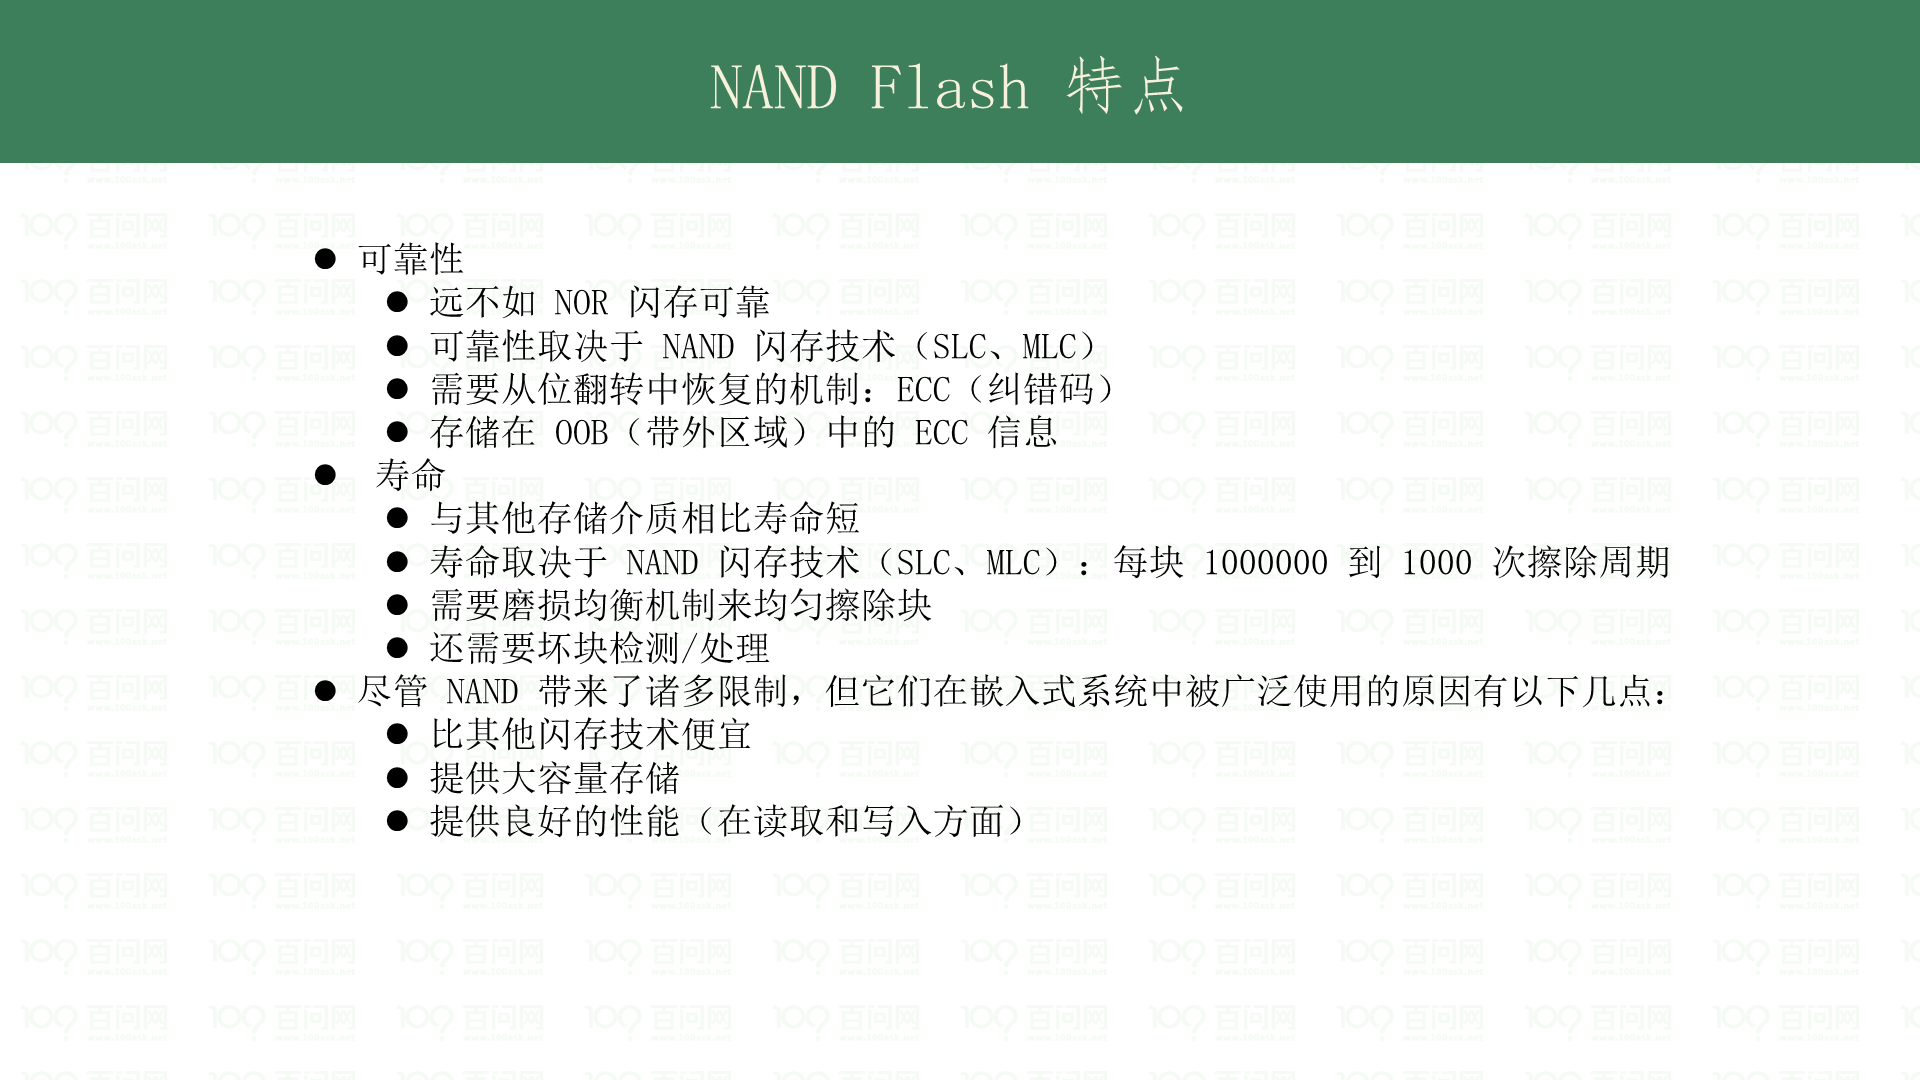 NAND Flash 特点
● 可靠性
● 远不如 NOR 闪存可靠
● 可靠性取决于 NAND 闪存技术（SLC、MLC）
● 需要从位翻转中恢复的机制：ECC（纠错码）
● 存储在 OOB（带外区域）中的 ECC 信息
● 寿命
● 与其他存储介质相比寿命短
● 寿命取决于 NAND 闪存技术（SLC、MLC）：每块 1000000 到 1000 次擦除周期
● 需要磨损均衡机制来均匀擦除块
● 还需要坏块检测/处理
● 尽管 NAND 带来了诸多限制，但它们在嵌入式系统中被广泛使用的原因有以下几点：
● 比其他闪存技术便宜
● 提供大容量存储
● 提供良好的性能（在读取和写入方面）
百问网
www.100ask.net